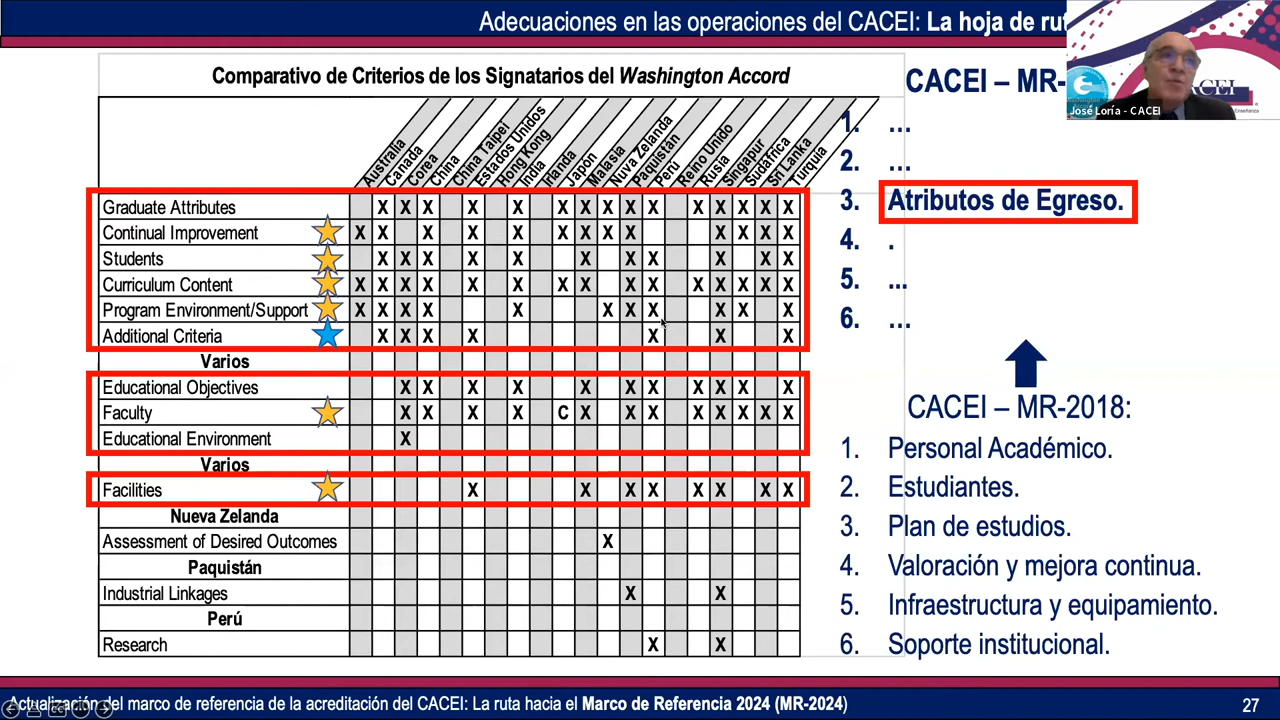 Adecuaciones en las operaciones del CACEI: La hoja de rut
Comparativo de Criterios de los Signatarios del Washington Accord
Australia
Canada
Corea
China
China Taipei
Estados Unidos
Hong Kong
India
Irlanda
Japón
Malasia
Nuva Zelanda
Paquistán
Perú
Reino Unido
Rusia
Singapur
Sudáfrica
Sri Lanka
Turquía
Graduate Attributes X X X X X X X X X X X X X X X X
Continual Improvement X X X X X X X X X X X X X X
Students X X X X X X X X X X X
Curriculum Content X X X X X X X X X X X X X X X X
Program Environment/Support X X X X X X X X X X X
Additional Criteria X X X X X X X
Varios
Educational Objectives X X X X X X X X X X X X
Faculty X X X X C X X X X X X X X
Educational Environment X
Varios
Facilities X X X X X X X X
Nueva Zelanda
Assessment of Desired Outcomes X
Paquistán
Industrial Linkages X X
Perú
Research X X
CACEI – MR-
José Loría - CACEI
1. ...
2. ...
3. Atributos de Egreso.
4. .
5. ...
6. ...
CACEI – MR-2018:
1. Personal Académico.
2. Estudiantes.
3. Plan de estudios.
4. Valoración y mejora continua.
5. Infraestructura y equipamiento.
6. Soporte institucional.
Actualización del marco de referencia de la acreditación del CACEI: La ruta hacia el Marco de Referencia 2024 (MR-2024)
27